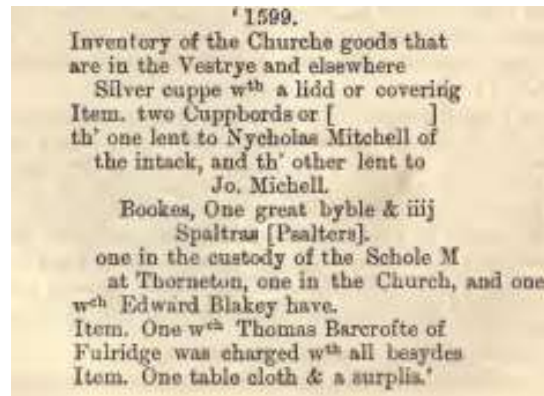 ‘1599.
Inventory of the Churche goods that
are in the Vestrye and elsewhere
Silver cuppe wth a lidd or covering
Item. two Cuppbords or [ ]
th’ one lent to Nycholas Mitchell of
the intack, and th’ other lent to
Jo. Michell.
Bookes, One great byble & iiij
Spaltras [Psalters].
one in the custody of the Schole M
at Thorneton, one in the Church, and one
wch Edward Blakey have.
Item. One wch Thomas Barcrofte of
Fulridge was charged wth all besydes
Item. One table cloth & a surplis.’